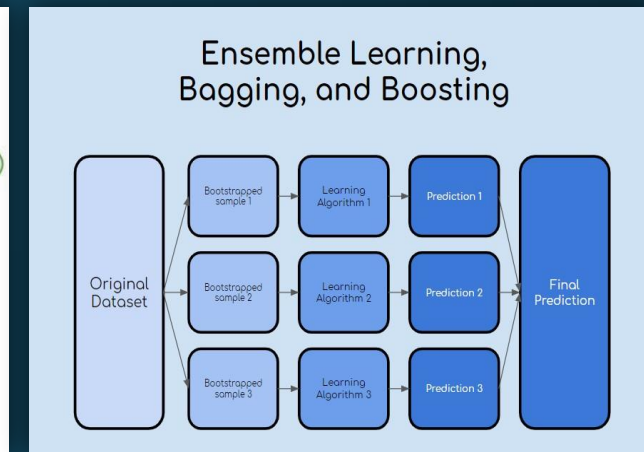 Ensemble Learning,
Bagging, and Boosting
Original
Dataset
Bootstrapped
sample 1
Learning
Algorithm 1
Prediction 1
Bootstrapped
sample 2
Learning
Algorithm 2
Prediction 2
Bootstrapped
sample 3
Learning
Algorithm 3
Prediction 3
Final
Prediction